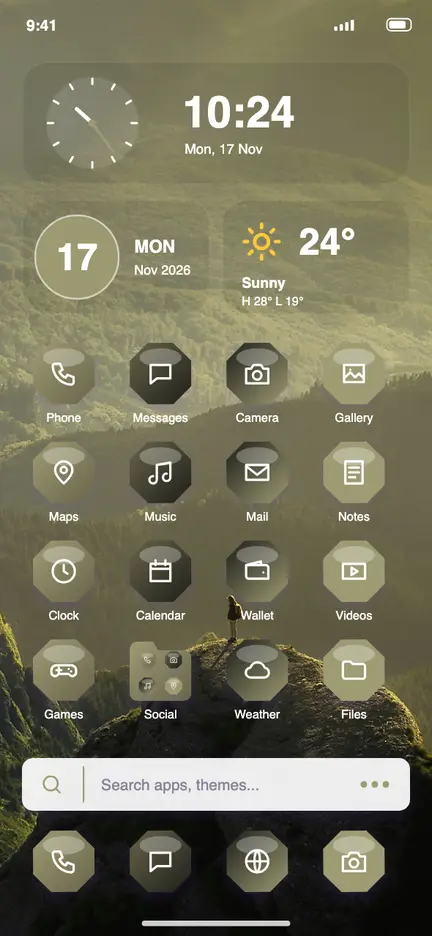 9:41
10:24
Mon, 17 Nov
17
MON
Nov 2026
24°
Sunny
H 28° L 19°
Phone
Messages
Camera
Gallery
Maps
Music
Mail
Notes
Clock
Calendar
Wallet
Videos
Games
Social
Weather
Files
Search apps, themes...